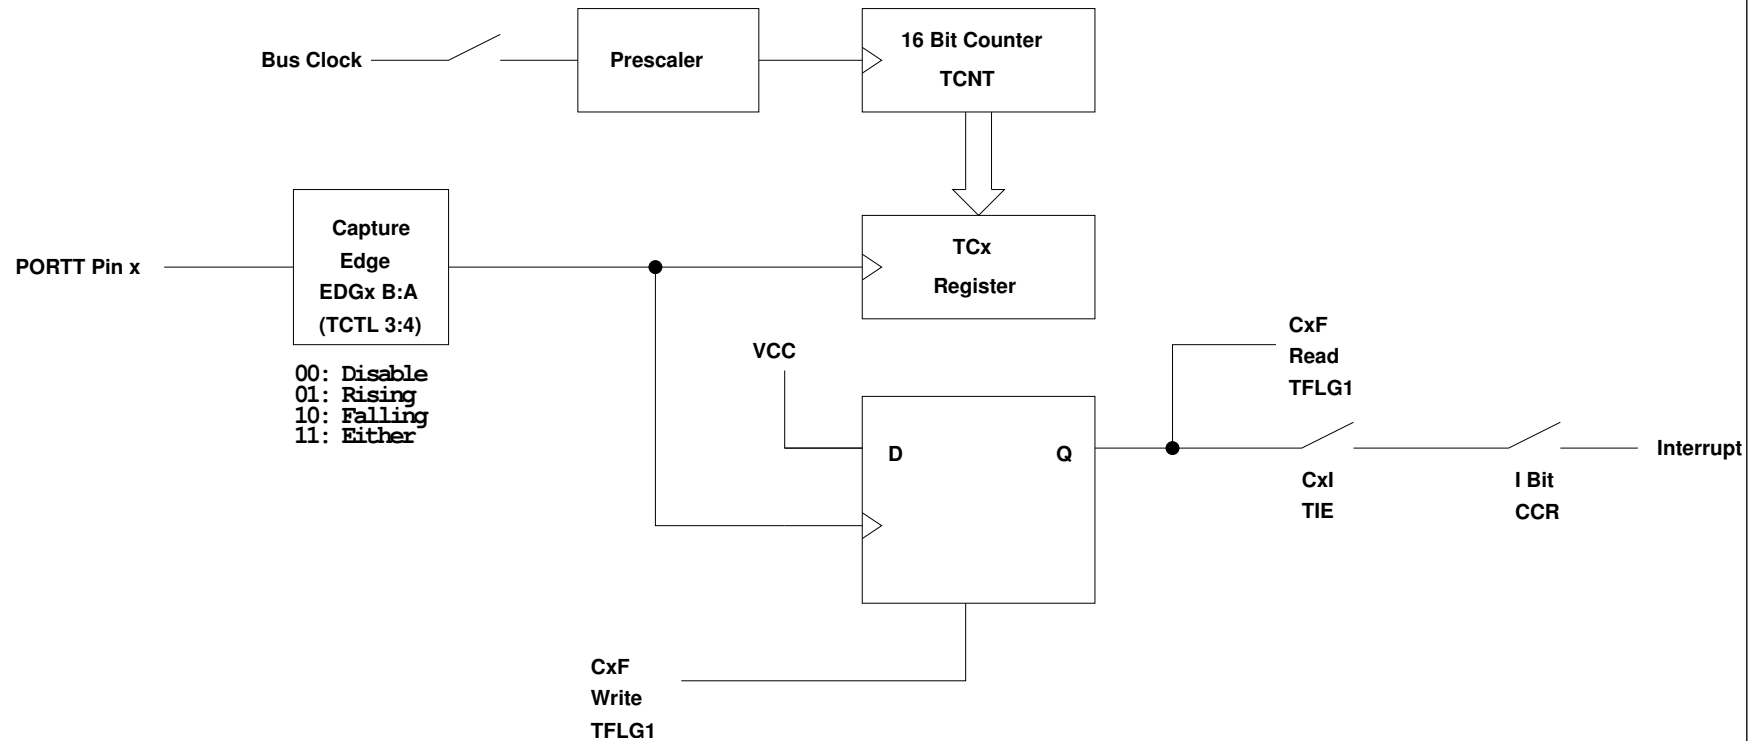 Bus Clock
Prescaler
16 Bit Counter
TCNT
PORTT Pin x
Capture
Edge
EDGx B:A
(TCTL 3:4)
00: Disable
01: Rising
10: Falling
11: Either
TCx
Register
VCC
D
Q
CxF
Read
TFLG1
CxI
TIE
I Bit
CCR
Interrupt
CxF
Write
TFLG1